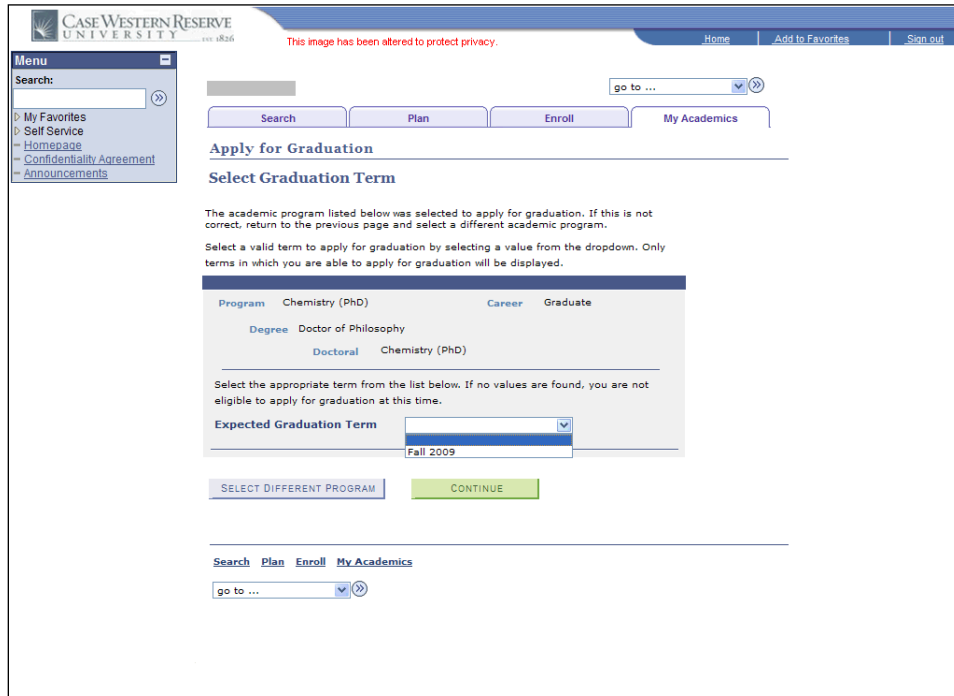 CASE WESTERN RESERVE
UNIVERSITY EST. 1826
This image has been altered to protect privacy.
Home
Add to Favorites
Sign out
Menu
Search:
My Favorites
Self Service
Homepage
Confidentiality Agreement
Announcements
go to ...
Search
Plan
Enroll
My Academics
Apply for Graduation
Select Graduation Term
The academic program listed below was selected to apply for graduation. If this is not
correct, return to the previous page and select a different academic program.
Select a valid term to apply for graduation by selecting a value from the dropdown. Only
terms in which you are able to apply for graduation will be displayed.
Program Chemistry (PhD) Career Graduate
Degree Doctor of Philosophy
Doctoral Chemistry (PhD)
Select the appropriate term from the list below. If no values are found, you are not
eligible to apply for graduation at this time.
Expected Graduation Term
Fall 2009
SELECT DIFFERENT PROGRAM
CONTINUE
Search Plan Enroll My Academics
go to ...